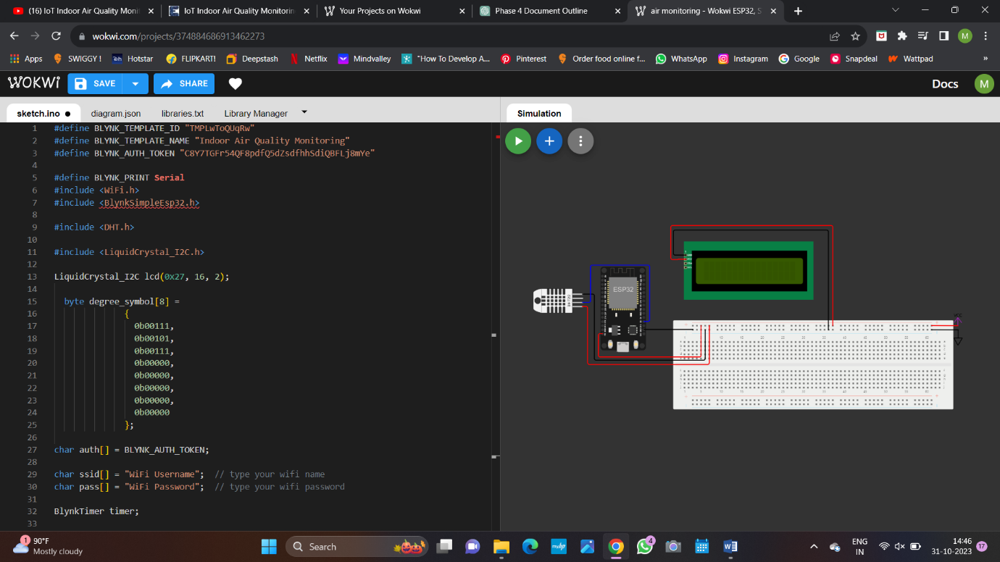 (16) IoT Indoor Air Quality Moni
IoT Indoor Air Quality Monitorin
Your Projects on Wokwi
Phase 4 Document Outline
air monitoring - Wokwi ESP32, S
wokwi.com/projects/374884686913462273
M
Apps
SWIGGY !
Hotstar
FLIPKART!
Deepstash
Netflix
Mindvalley
"How To Develop A...
Pinterest
Order food online f...
WhatsApp
Instagram
Google
Snapdeal
Wattpad
»
WOKWI
SAVE
SHARE
Docs
M
sketch.ino
diagram.json
libraries.txt
Library Manager
Simulation
1 #define BLYNK_TEMPLATE_ID "TMPLwToQUqRw"
2 #define BLYNK_TEMPLATE_NAME "Indoor Air Quality Monitoring"
3 #define BLYNK_AUTH_TOKEN "C8Y7TGFr54QF8pdfQ5dZsdfhhSdiQBFLj8mYe"
4
5 #define BLYNK_PRINT Serial
6 #include <WiFi.h>
7 #include <BlynkSimpleEsp32.h>
8
9 #include <DHT.h>
10
11 #include <LiquidCrystal_I2C.h>
12
13 LiquidCrystal_I2C lcd(0x27, 16, 2);
14
15 byte degree_symbol[8] =
16 {
17 0b00111,
18 0b00101,
19 0b00111,
20 0b00000,
21 0b00000,
22 0b00000,
23 0b00000,
24 0b00000
25 };
26
27 char auth[] = BLYNK_AUTH_TOKEN;
28
29 char ssid[] = "WiFi Username"; // type your wifi name
30 char pass[] = "WiFi Password"; // type your wifi password
31
32 BlynkTimer timer;
33
ESP32
VCC
1
90°F
Mostly cloudy
Search
4
ENG
IN
14:46
31-10-2023
17